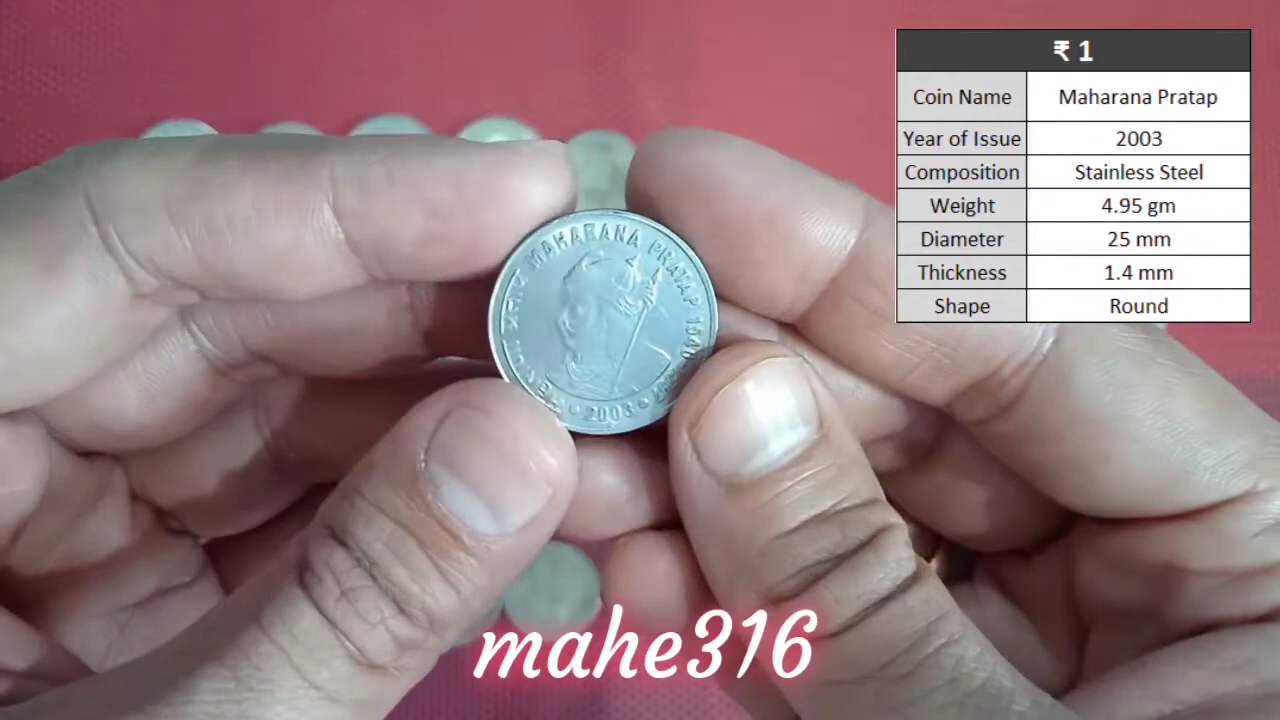 ₹ 1
Coin Name Maharana Pratap
Year of Issue 2003
Composition Stainless Steel
Weight 4.95 gm
Diameter 25 mm
Thickness 1.4 mm
Shape Round
MAHARANA PRATAP 1540
2003
mahe316